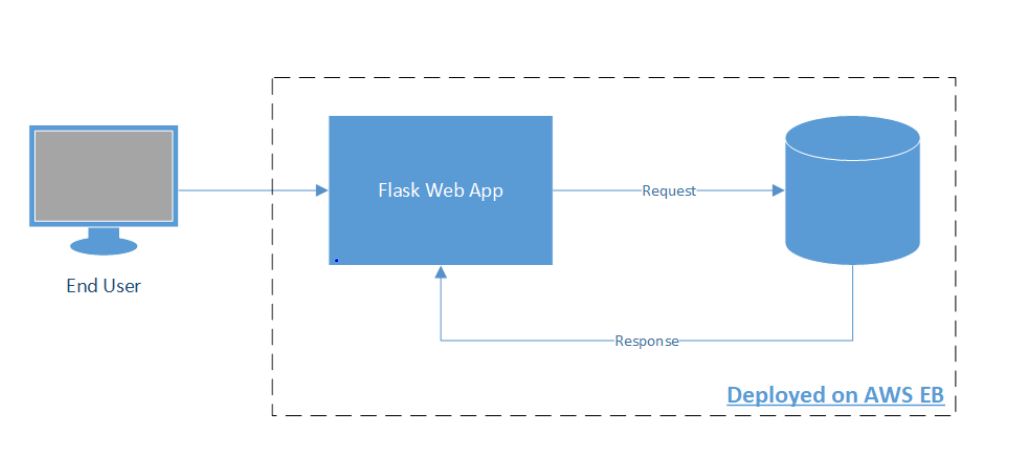 Flask Web App
Request
End User
Response
Deployed on AWS EB